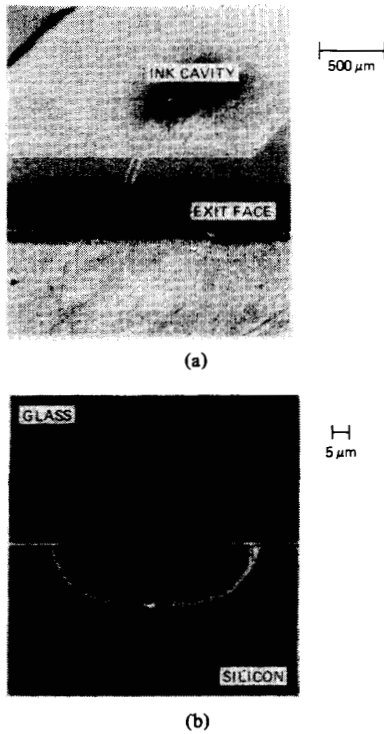 INK CAVITY
500 μm
EXIT FACE
(a)
GLASS
5 μm
SILICON
(b)